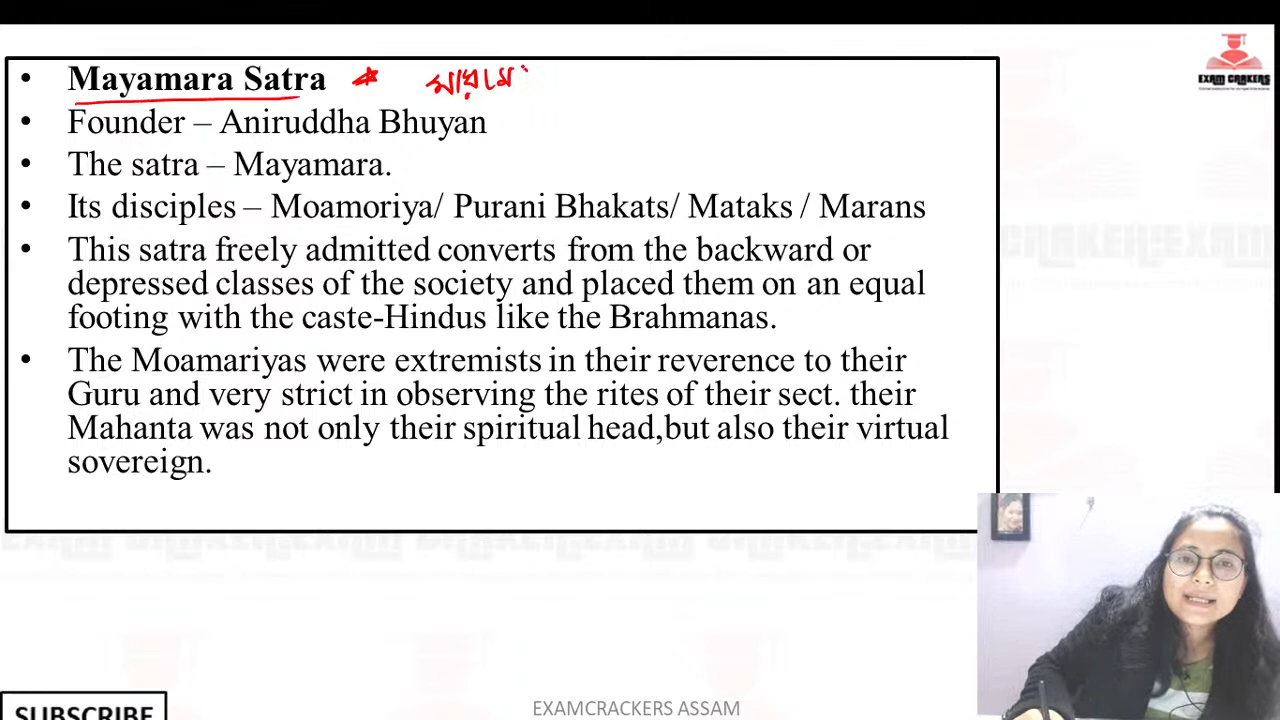 Mayamara Satra
EXAM CRAKERS
Founder – Aniruddha Bhuyan
The satra – Mayamara.
Its disciples – Moamoriya/ Purani Bhakats/ Mataks / Marans
This satra freely admitted converts from the backward or
depressed classes of the society and placed them on an equal
footing with the caste-Hindus like the Brahmanas.
The Moamariyas were extremists in their reverence to their
Guru and very strict in observing the rites of their sect. their
Mahanta was not only their spiritual head,but also their virtual
sovereign.
SUBSCRIBE
EXAMCRACKERS ASSAM